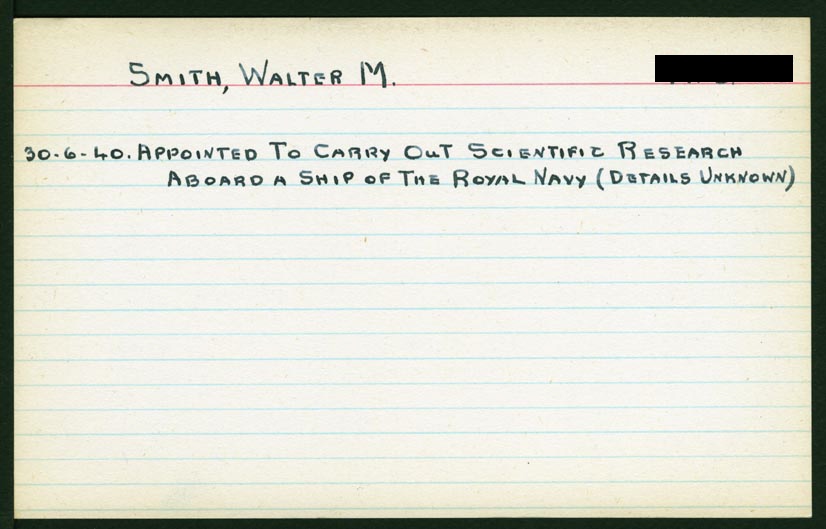 SMITH, WALTER M.
30-6-40. APPOINTED TO CARRY OUT SCIENTIFIC RESEARCH
ABOARD A SHIP OF THE ROYAL NAVY (DETAILS UNKNOWN)